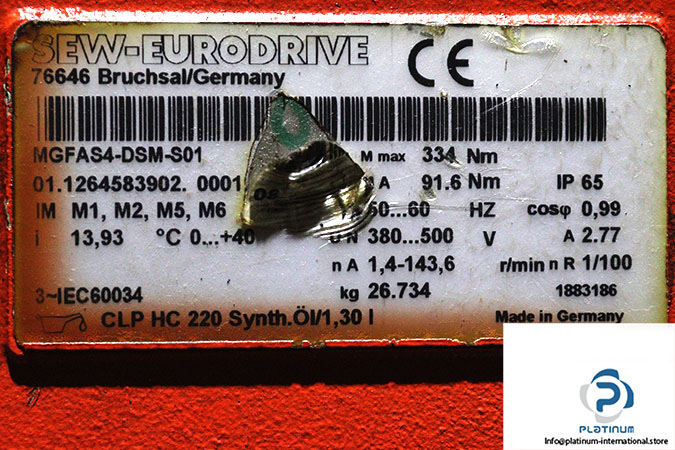 SEW-EURODRIVE
76646 Bruchsal/Germany
CE
MGFAS4-DSM-S01 M max 334 Nm
01.1264583902. 0001 A 91.6 Nm IP 65
IM M1, M2, M5, M6 50...60 HZ cosφ 0,99
i 13,93 °C 0...+40 N 380...500 V A 2.77
n A 1,4-143,6 r/min n R 1/100
3~IEC60034 kg 26.734 1883186
CLP HC 220 Synth.Öl/1,30 l Made in Germany
PLATINUM
Info@platinum-international.store